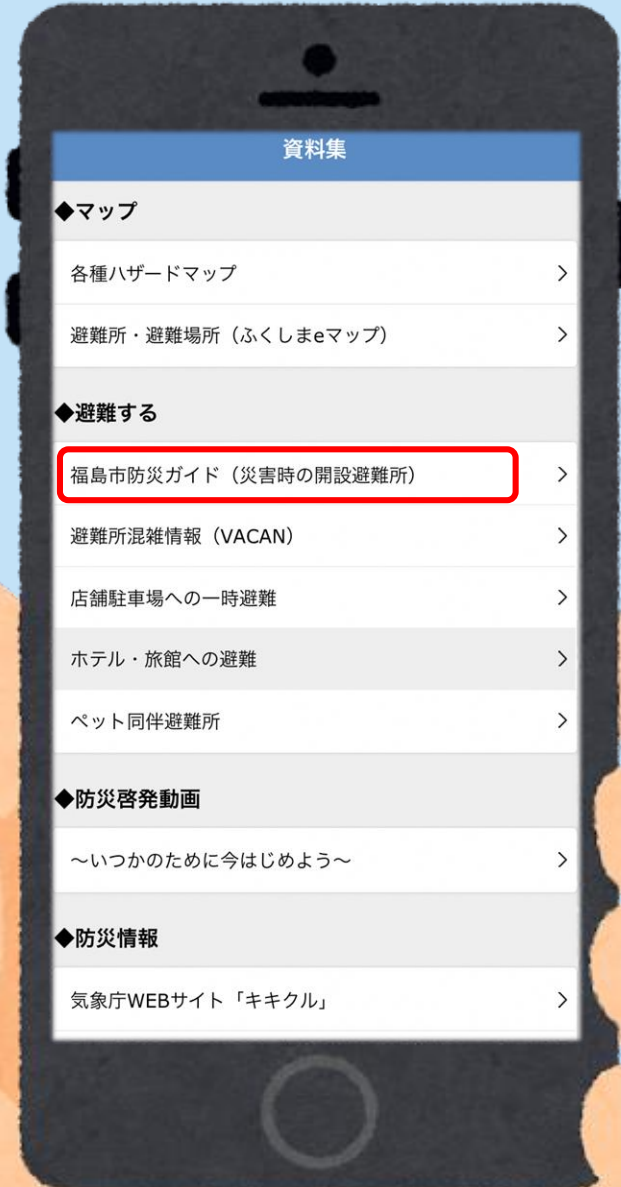 資料集
◆マップ
各種ハザードマップ
避難所・避難場所（ふくしまeマップ）
◆避難する
福島市防災ガイド（災害時の開設避難所）
避難所混雑情報（VACAN）
店舗駐車場への一時避難
ホテル・旅館への避難
ペット同伴避難所
◆防災啓発動画
～いつかのために今はじめよう～
◆防災情報
気象庁WEBサイト「キキクル」